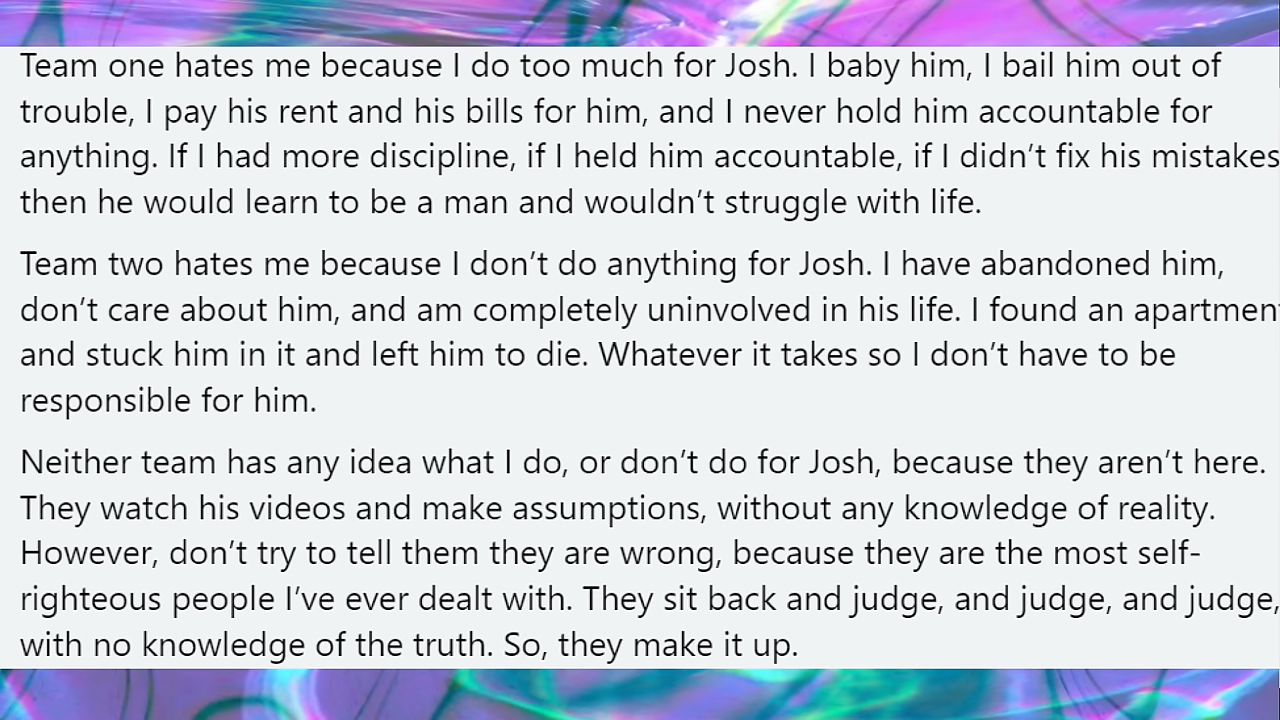 Team one hates me because I do too much for Josh. I baby him, I bail him out of
trouble, I pay his rent and his bills for him, and I never hold him accountable for
anything. If I had more discipline, if I held him accountable, if I didn’t fix his mistakes
then he would learn to be a man and wouldn’t struggle with life.
Team two hates me because I don’t do anything for Josh. I have abandoned him,
don’t care about him, and am completely uninvolved in his life. I found an apartment
and stuck him in it and left him to die. Whatever it takes so I don’t have to be
responsible for him.
Neither team has any idea what I do, or don’t do for Josh, because they aren’t here.
They watch his videos and make assumptions, without any knowledge of reality.
However, don’t try to tell them they are wrong, because they are the most self-
righteous people I’ve ever dealt with. They sit back and judge, and judge, and judge,
with no knowledge of the truth. So, they make it up.